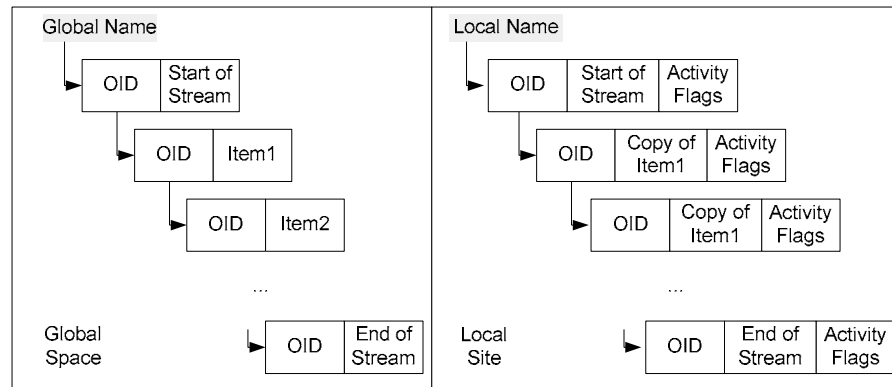 Global Name
OID
Start of
Stream
OID
Item1
OID
Item2
...
Global
Space
OID
End of
Stream
Local Name
OID
Start of
Stream
Activity
Flags
OID
Copy of
Item1
Activity
Flags
OID
Copy of
Item1
Activity
Flags
...
Local
Site
OID
End of
Stream
Activity
Flags